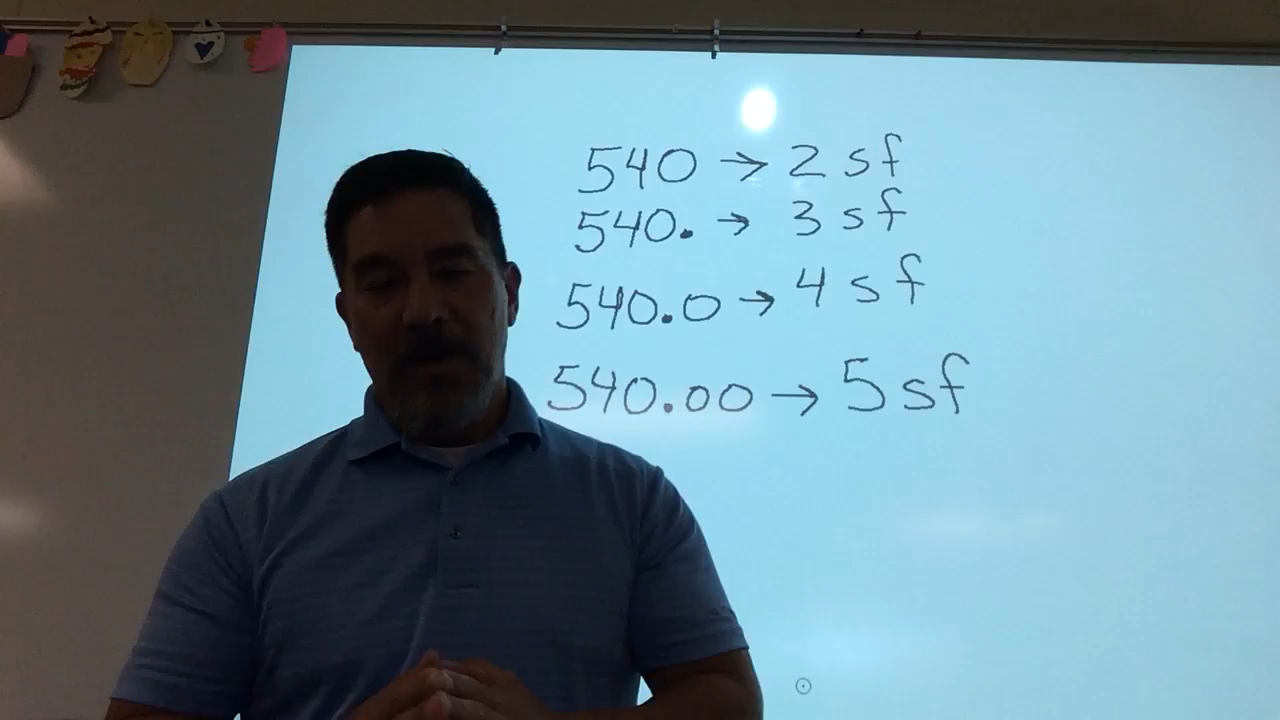 540 → 2 sf
540. → 3 sf
540.0 → 4 sf
540.00 → 5 sf